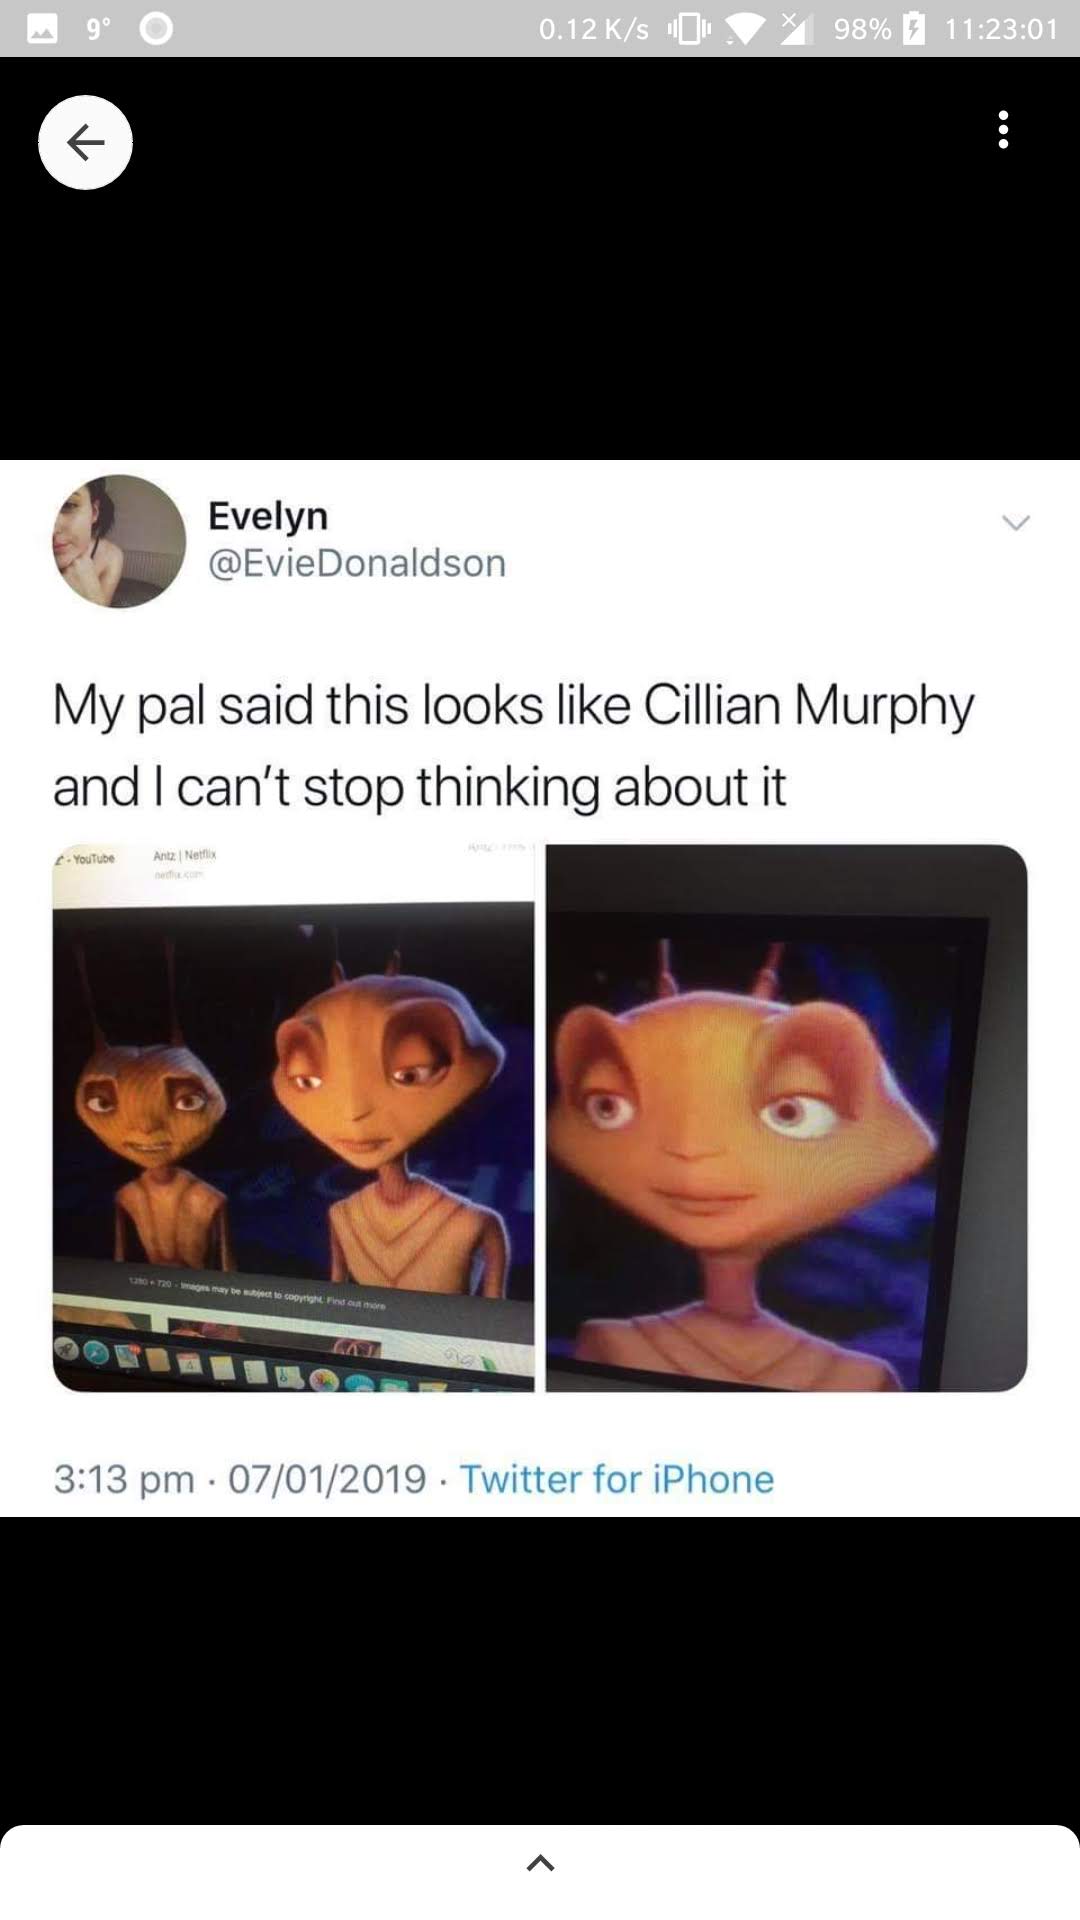 9° 0.12 K/s 98% 11:23:01
Evelyn
@EvieDonaldson
My pal said this looks like Cillian Murphy
and I can't stop thinking about it
- YouTube
Antz | Netflix
netflix.com
1280 × 720 - Images may be subject to copyright. Find out more
3:13 pm · 07/01/2019 · Twitter for iPhone